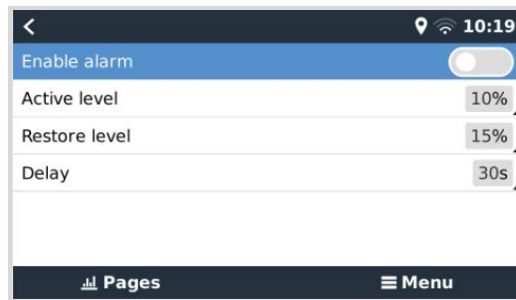 10:19
Enable alarm
Active level 10%
Restore level 15%
Delay 30s
Pages Menu